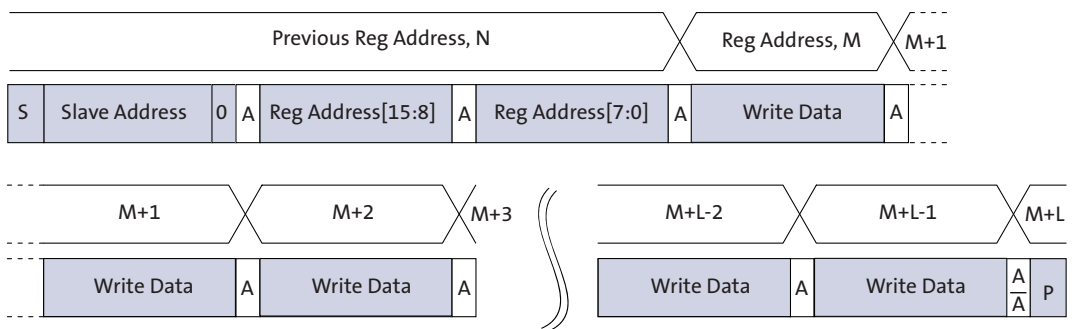 Previous Reg Address, N Reg Address, M M+1
S Slave Address 0 A Reg Address[15:8] A Reg Address[7:0] A Write Data A
M+1 M+2 M+3 M+L-2 M+L-1 M+L
Write Data A Write Data A Write Data A Write Data A P
A